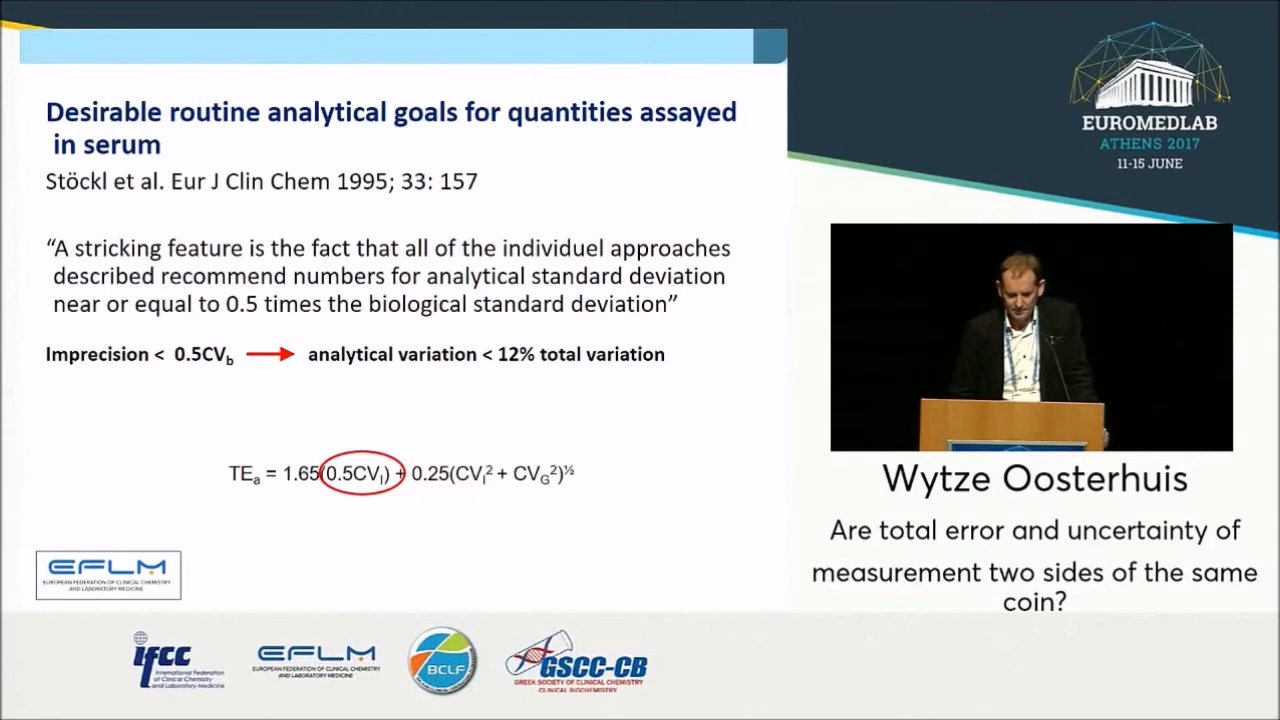 Desirable routine analytical goals for quantities assayed
in serum
Stöckl et al. Eur J Clin Chem 1995; 33: 157
“A stricking feature is the fact that all of the individuel approaches
described recommend numbers for analytical standard deviation
near or equal to 0.5 times the biological standard deviation”
Imprecision < 0.5CVb → analytical variation < 12% total variation
TEa = 1.65(0.5CVI) + 0.25(CVI² + CVG²)½
EFLM
EUROPEAN FEDERATION OF CLINICAL CHEMISTRY
AND LABORATORY MEDICINE
EUROMEDLAB
ATHENS 2017
11-15 JUNE
Wytze Oosterhuis
Are total error and uncertainty of
measurement two sides of the same
coin?
ifcc
International Federation
of Clinical Chemistry
and Laboratory Medicine
EFLM
EUROPEAN FEDERATION OF CLINICAL CHEMISTRY
AND LABORATORY MEDICINE
BCLF
GSCC-CB
GREEK SOCIETY OF CLINICAL CHEMISTRY
CLINICAL BIOCHEMISTRY